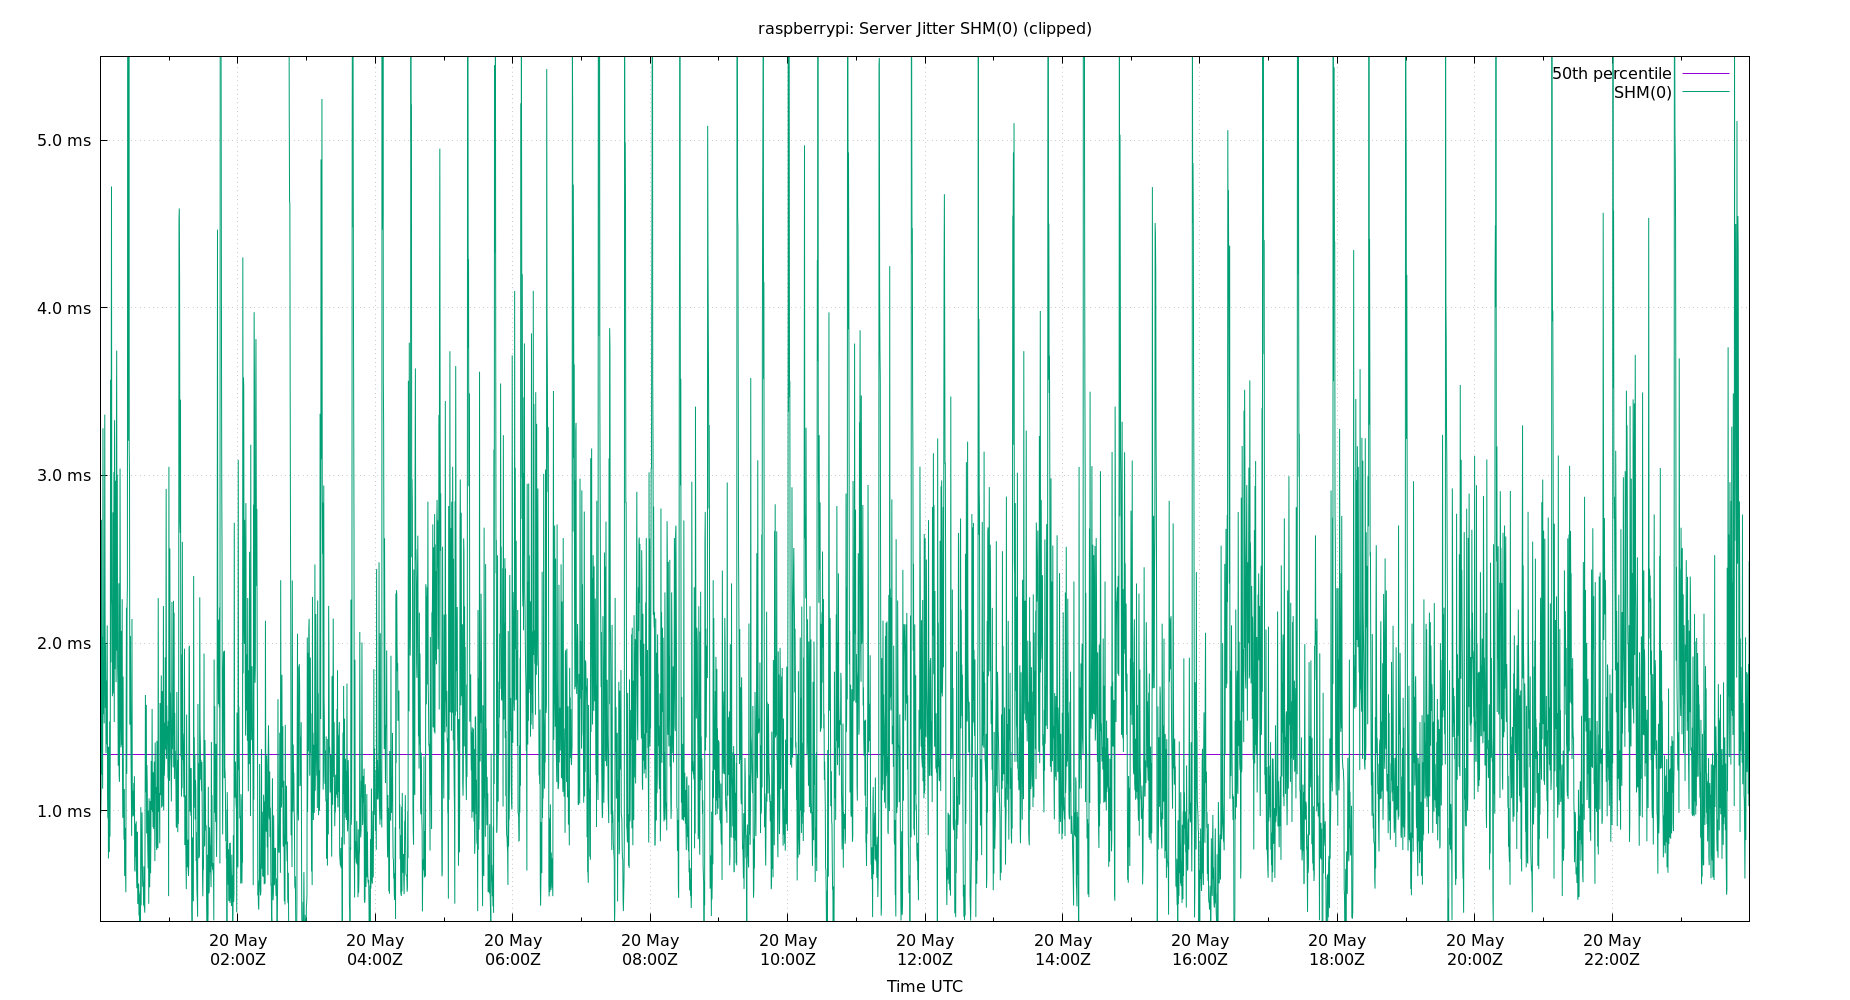 raspberrypi: Server Jitter SHM(0) (clipped)
50th percentile
SHM(0)
5.0 ms
4.0 ms
3.0 ms
2.0 ms
1.0 ms
20 May 20 May 20 May 20 May 20 May 20 May 20 May 20 May 20 May 20 May 20 May
02:00Z 04:00Z 06:00Z 08:00Z 10:00Z 12:00Z 14:00Z 16:00Z 18:00Z 20:00Z 22:00Z
Time UTC